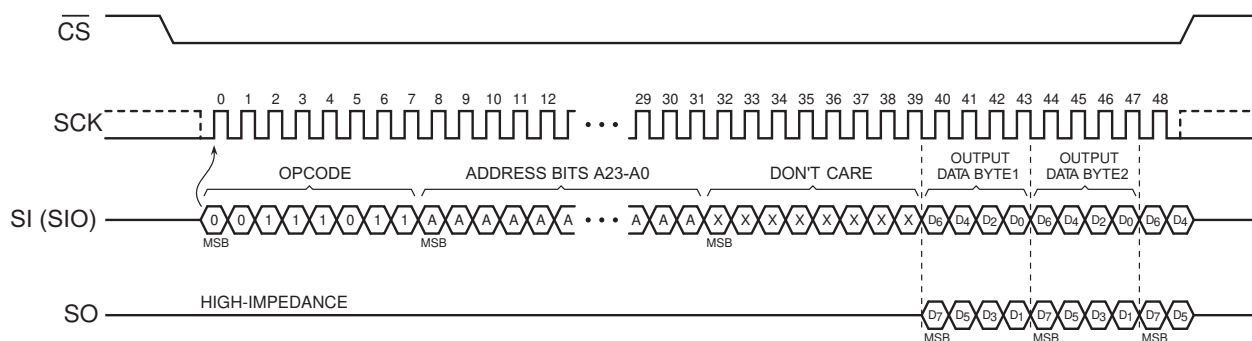 CS
0 1 2 3 4 5 6 7 8 9 10 11 12 29 30 31 32 33 34 35 36 37 38 39 40 41 42 43 44 45 46 47 48
SCK
OPCODE ADDRESS BITS A23-A0 DON'T CARE OUTPUT DATA BYTE1 OUTPUT DATA BYTE2
SI (SIO) 0 0 1 1 1 0 1 1 A A A A A A A A A X X X X X X X X D6 D4 D2 D0 D6 D4 D2 D0 D6 D4
MSB MSB MSB
HIGH-IMPEDANCE
SO D7 D5 D3 D1 D7 D5 D3 D1 D7 D5
MSB MSB MSB